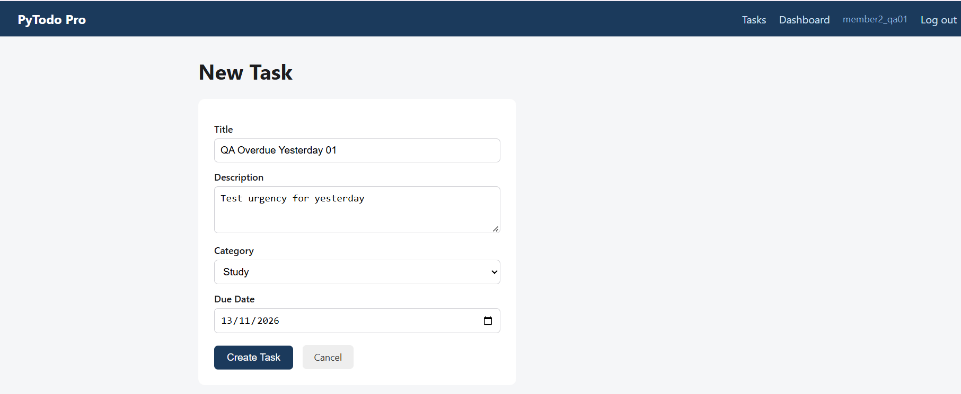 PyTodo Pro
Tasks Dashboard member2_qa01 Log out
New Task
Title
QA Overdue Yesterday 01
Description
Test urgency for yesterday
Category
Study
Due Date
13/11/2026
Create Task Cancel